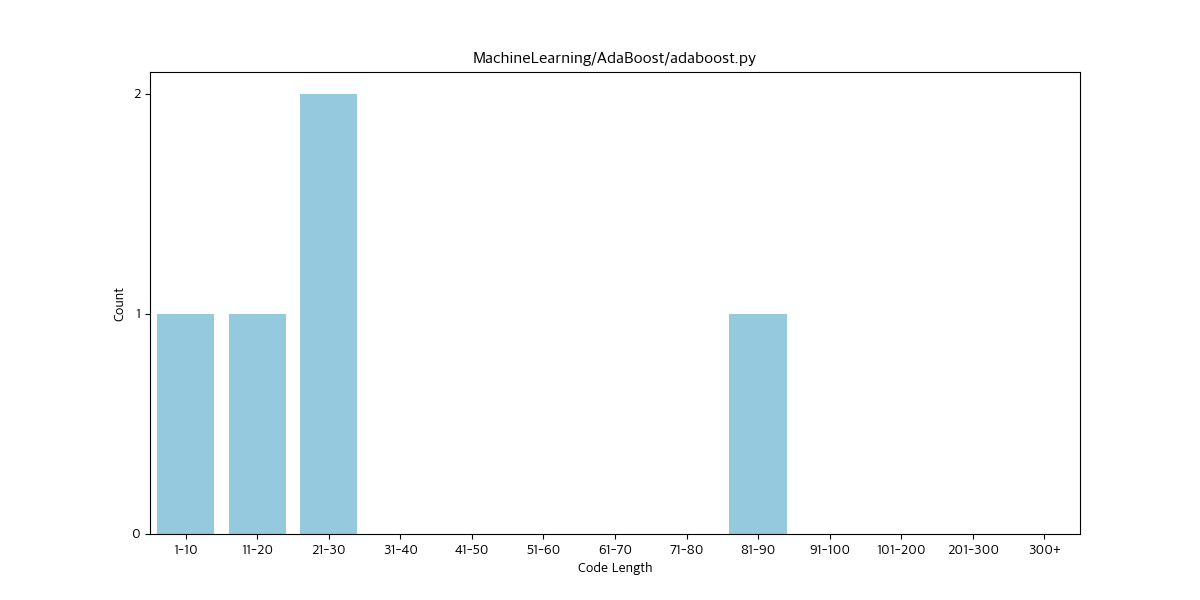 MachineLearning/AdaBoost/adaboost.py
2
1
0
Count
1-10 11-20 21-30 31-40 41-50 51-60 61-70 71-80 81-90 91-100 101-200 201-300 300+
Code Length